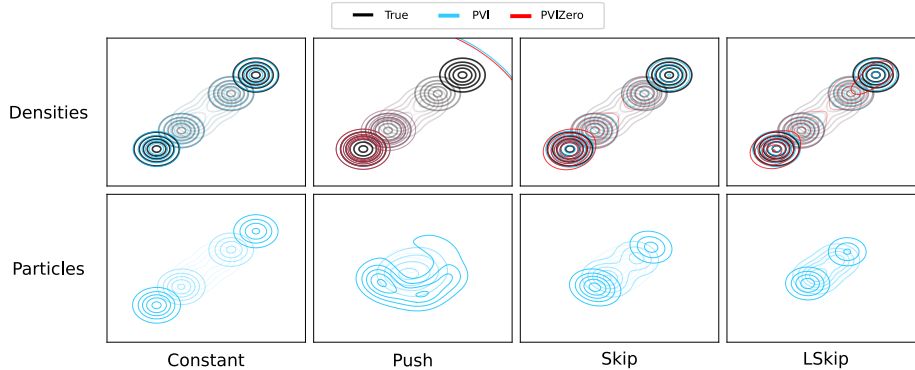 True PVI PVIZero
Densities
Particles
Constant Push Skip LSkip